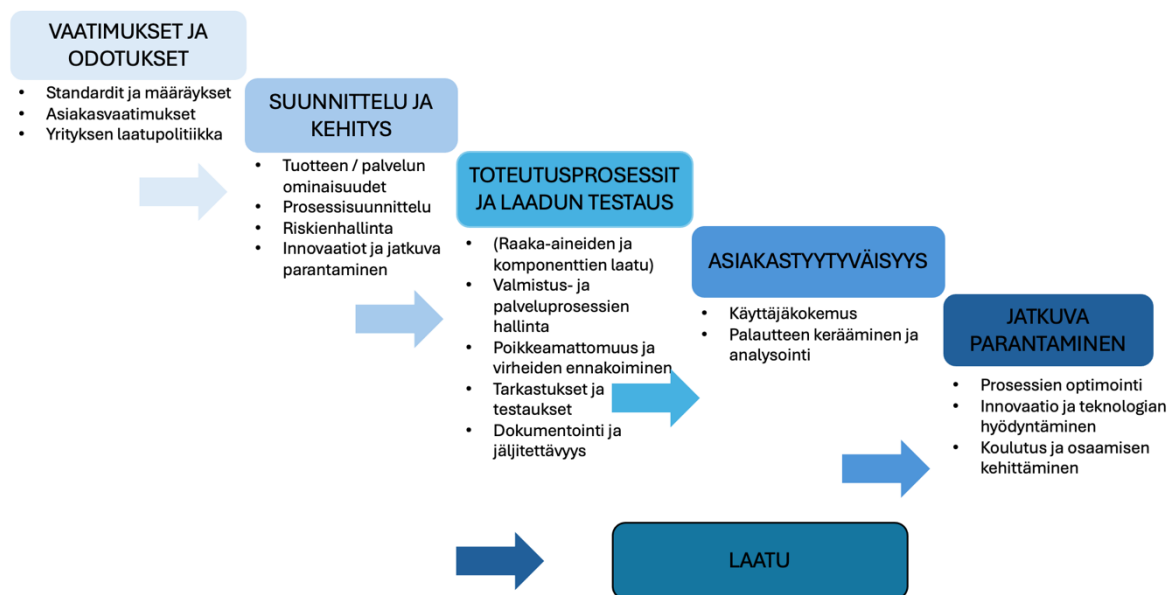 VAATIMUKSET JA
ODOTUKSET
• Standardit ja määräykset
• Asiakasvaatimukset
• Yrityksen laatupolitiikka
SUUNNITTELU JA
KEHITYS
• Tuotteen / palvelun
ominaisuudet
• Prosessisuunnittelu
• Riskienhallinta
• Innovaatiot ja jatkuva
parantaminen
TOTEUTUSPROSESSIT
JA LAADUN TESTAUS
• (Raaka-aineiden ja
komponenttien laatu)
• Valmistus- ja
palveluprosessien
hallinta
• Poikkeamattomuus ja
virheiden ennakoiminen
• Tarkastukset ja
testaukset
• Dokumentointi ja
jäljitettävyys
ASIAKASTYYTYVÄISYYS
• Käyttäjäkokemus
• Palautteen kerääminen ja
analysointi
JATKUVA
PARANTAMINEN
• Prosessien optimointi
• Innovaatio ja teknologian
hyödyntäminen
• Koulutus ja osaamisen
kehittäminen
LAATU